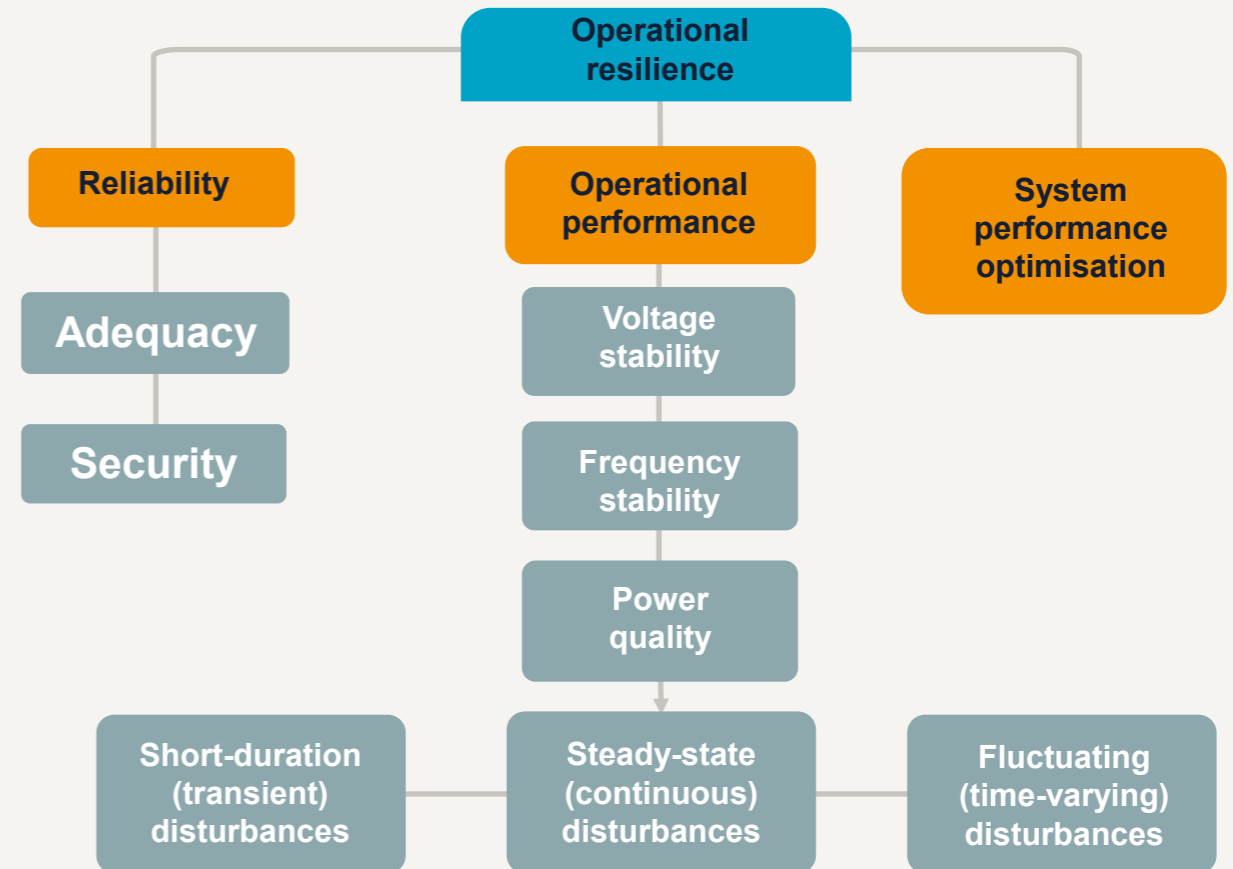 Operational
resilience
Reliability
Operational
performance
System
performance
optimisation
Adequacy
Security
Voltage
stability
Frequency
stability
Power
quality
Short-duration
(transient)
disturbances
Steady-state
(continuous)
disturbances
Fluctuating
(time-varying)
disturbances